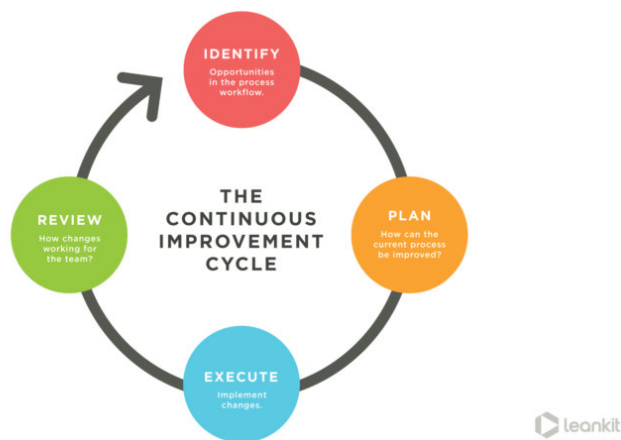 IDENTIFY
Opportunities
in the process
workflow.
PLAN
How can the
current process
be improved?
EXECUTE
Implement
changes.
REVIEW
How changes
working for
the team?
THE
CONTINUOUS
IMPROVEMENT
CYCLE
leankit